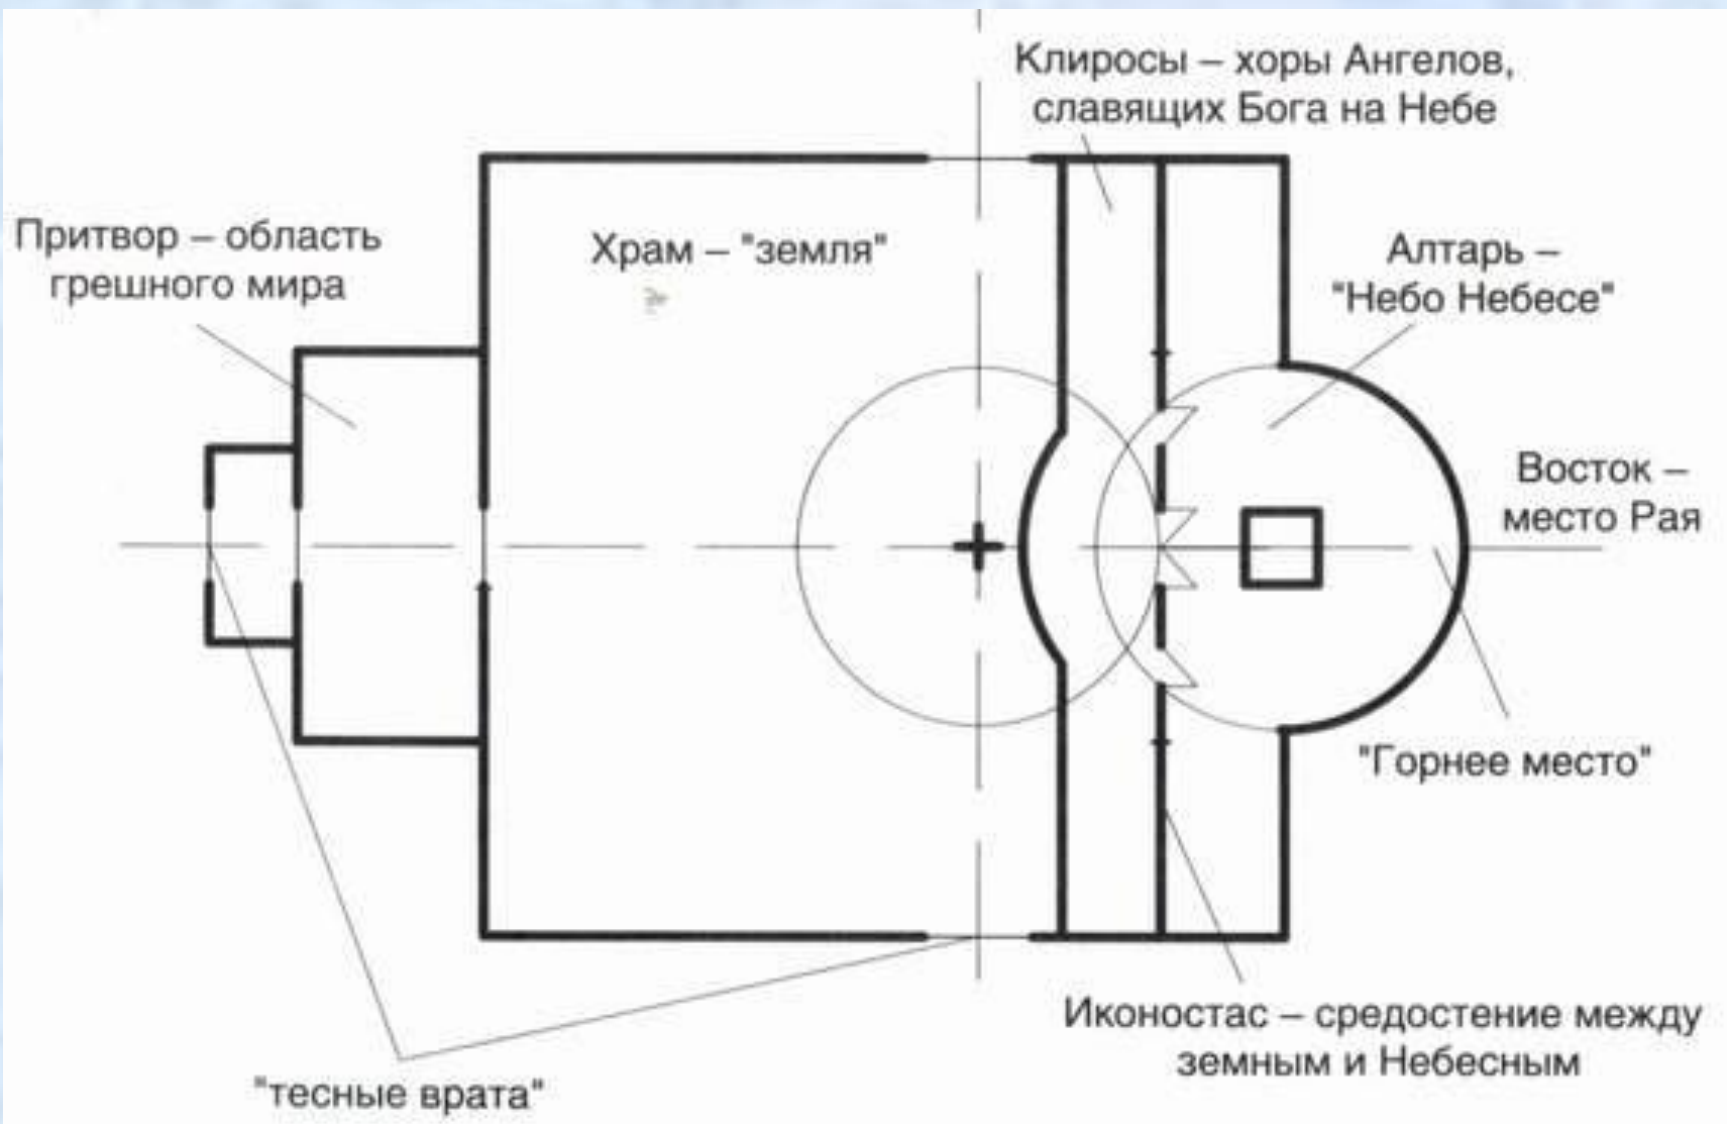 Клиросы – хоры Ангелов,
славящих Бога на Небе
Притвор – область
грешного мира
Храм – "земля"
Алтарь –
"Небо Небесе"
Восток –
место Рая
"Горнее место"
Иконостас – средостение между
земным и Небесным
"тесные врата"